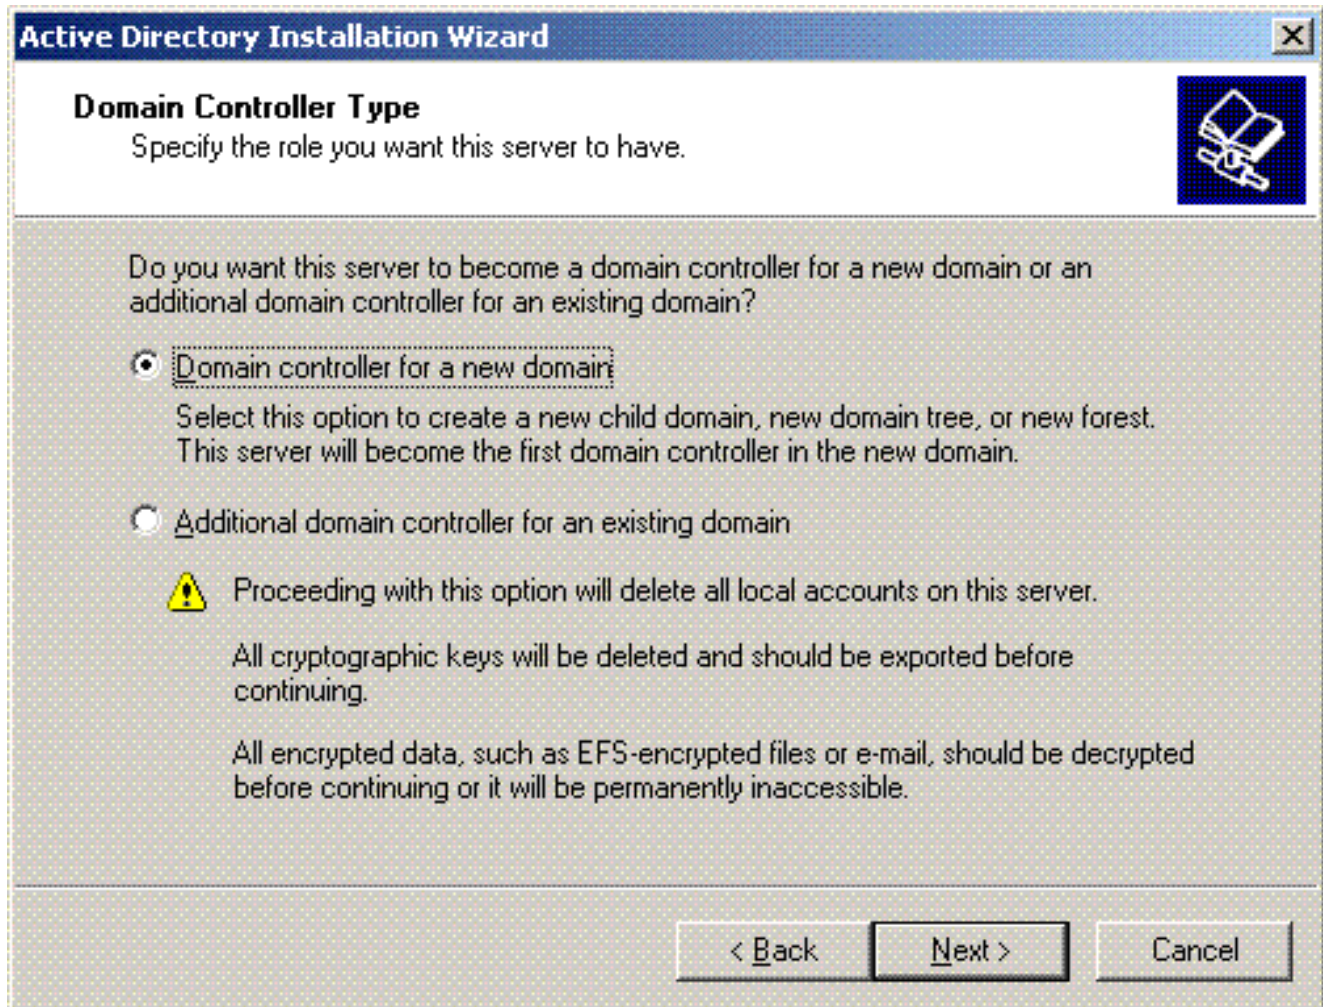 Active Directory Installation Wizard
Domain Controller Type
Specify the role you want this server to have.
Do you want this server to become a domain controller for a new domain or an
additional domain controller for an existing domain?
Domain controller for a new domain
Select this option to create a new child domain, new domain tree, or new forest.
This server will become the first domain controller in the new domain.
Additional domain controller for an existing domain
Proceeding with this option will delete all local accounts on this server.
All cryptographic keys will be deleted and should be exported before
continuing.
All encrypted data, such as EFS-encrypted files or e-mail, should be decrypted
before continuing or it will be permanently inaccessible.
< Back Next > Cancel